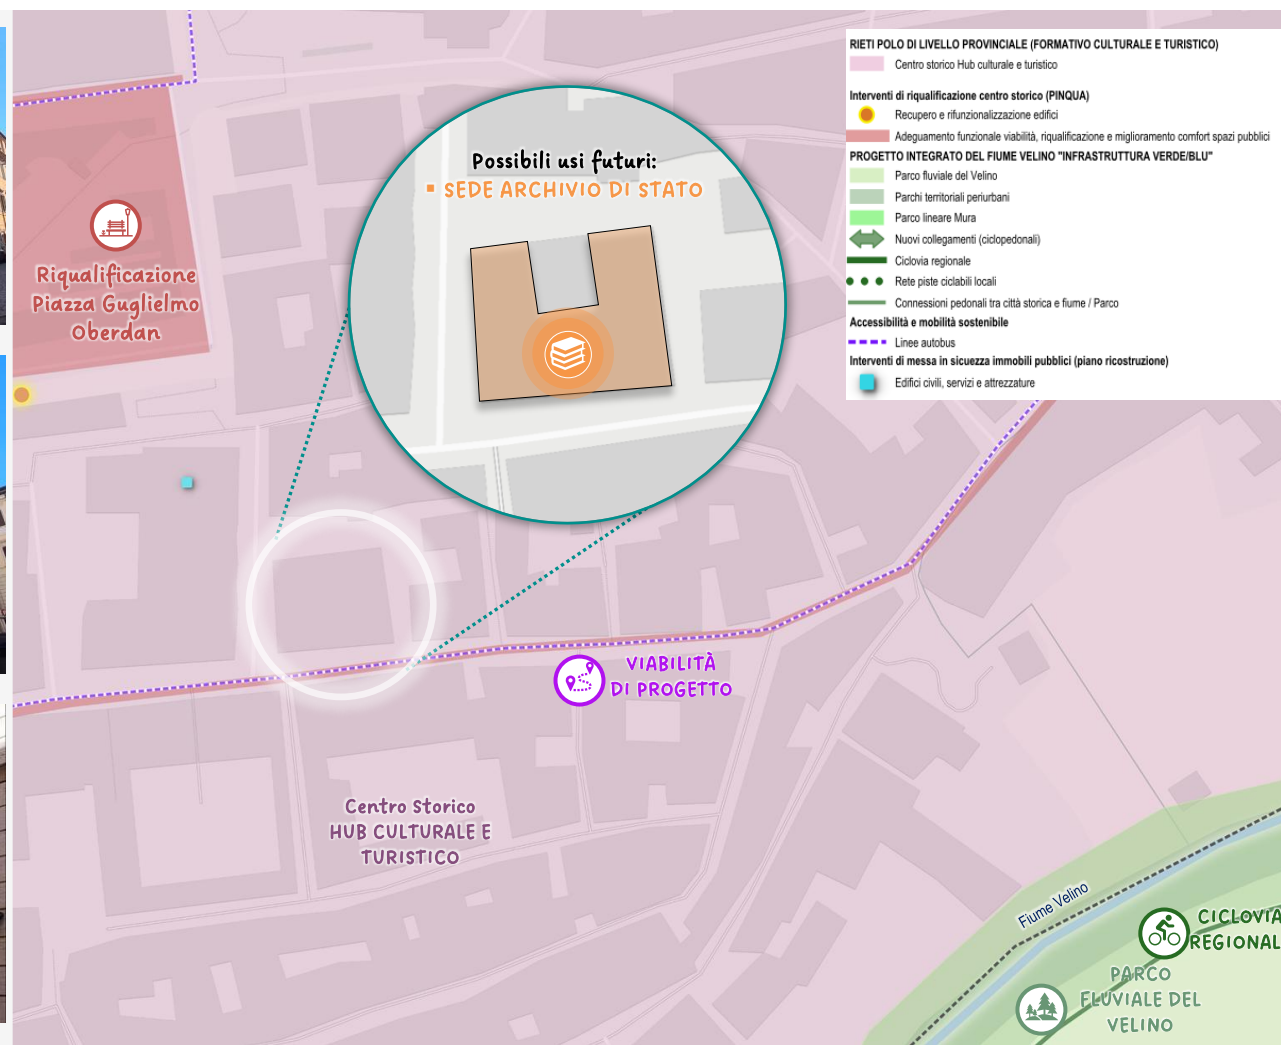 RIETI POLO DI LIVELLO PROVINCIALE (FORMATIVO CULTURALE E TURISTICO)
Centro storico Hub culturale e turistico
Interventi di riqualificazione centro storico (PINQUA)
Recupero e rifunzionalizzazione edifici
Adeguamento funzionale viabilità, riqualificazione e miglioramento comfort spazi pubblici
PROGETTO INTEGRATO DEL FIUME VELINO "INFRASTRUTTURA VERDE/BLU"
Parco fluviale del Velino
Parchi territoriali periurbani
Parco lineare Mura
Nuovi collegamenti (ciclopedonali)
Ciclovia regionale
Rete piste ciclabili locali
Connessioni pedonali tra città storica e fiume / Parco
Accessibilità e mobilità sostenibile
Linee autobus
Interventi di messa in sicuezza immobili pubblici (piano ricostruzione)
Edifici civili, servizi e attrezzature
Possibili usi futuri:
▪ SEDE ARCHIVIO DI STATO
Riqualificazione
Piazza Guglielmo
Oberdan
VIABILITÀ
DI PROGETTO
Centro Storico
HUB CULTURALE E
TURISTICO
Fiume Velino
CICLOVIA
REGIONAL
PARCO
FLUVIALE DEL
VELINO